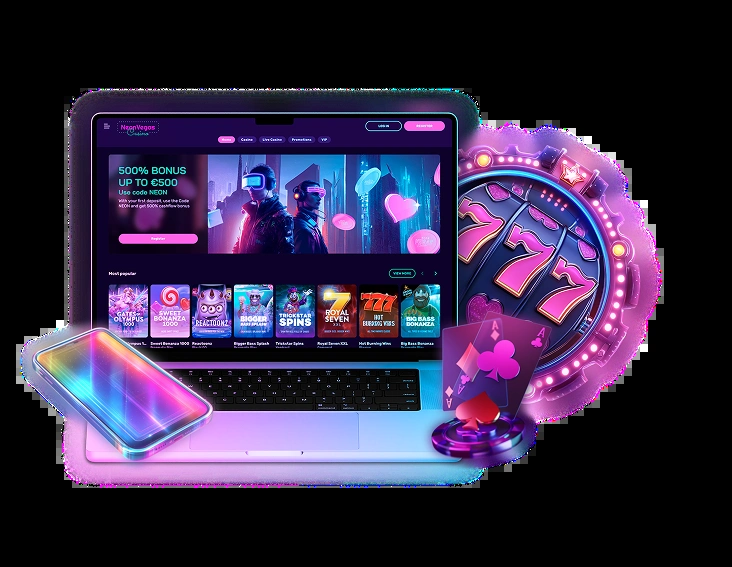 NeonVegas
Casino
LOG IN
REGISTER
Home
Casino
Live Casino
Promotions
VIP
500% BONUS
UP TO €500
Use code NEON
With your first deposit, use the Code
NEON and get 500% cashflow bonus
Register
Most popular
VIEW MORE
GATES OF
OLYMPUS
1000
SWEET
BONANZA
1000
REACTOONZ
BIGGER
BASS SPLASH
TRICKSTAR
SPINS
7
ROYAL
SEVEN
XXL
777
HOT
BURNING WINS
BIG BASS
BONANZA
Sweet Bonanza 1000
Reactoonz
Bigger Bass Splash
Trickstar Spins
Royal Seven XXL
Hot Burning Wins
Big Bass Bonanza
7 7 7
A
A
A